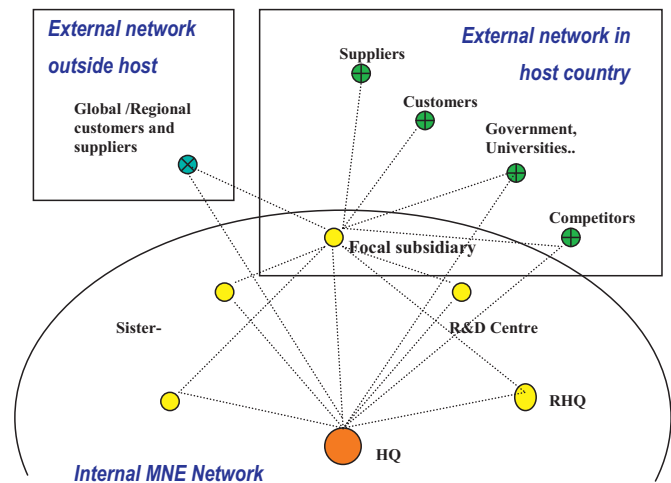 External network
outside host
Global /Regional
customers and
suppliers
External network in
host country
Suppliers
Customers
Government,
Universities..
Competitors
Focal subsidiary
Sister-
R&D Centre
RHQ
HQ
Internal MNE Network